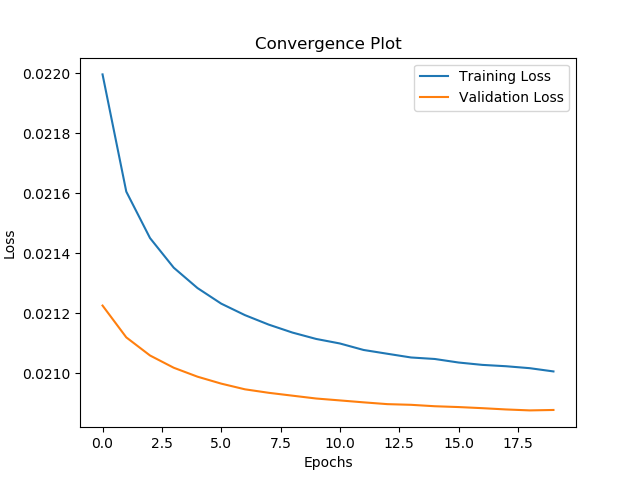 Convergence Plot
Training Loss
Validation Loss
0.0220
0.0218
0.0216
0.0214
0.0212
0.0210
Loss
0.0 2.5 5.0 7.5 10.0 12.5 15.0 17.5
Epochs